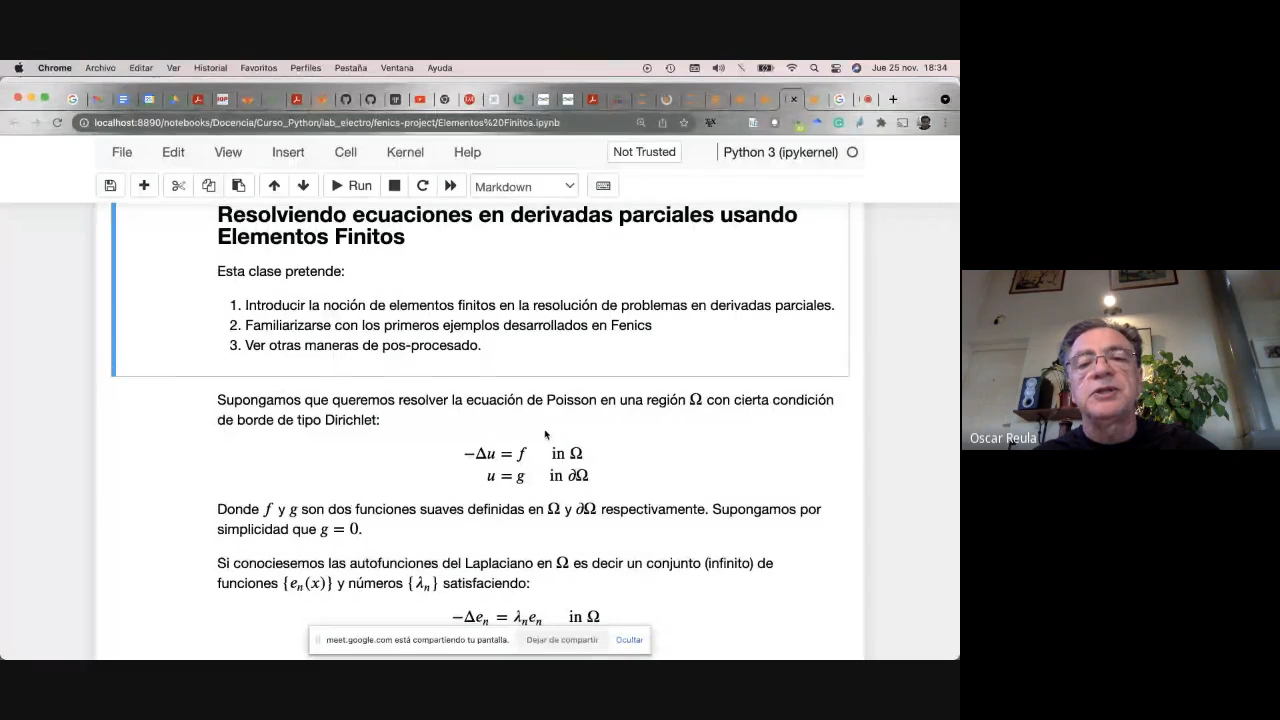 Chrome Archivo Editar Ver Historial Favoritos Perfiles Pestaña Ventana Ayuda Jue 25 nov. 18:34
localhost:8890/notebooks/Docencia/Curso_Python/lab_electro/fenics-project/Elementos%20Finitos.ipynb
File Edit View Insert Cell Kernel Help Not Trusted Python 3 (ipykernel)
Run Markdown
Resolviendo ecuaciones en derivadas parciales usando
Elementos Finitos
Esta clase pretende:
1. Introducir la noción de elementos finitos en la resolución de problemas en derivadas parciales.
2. Familiarizarse con los primeros ejemplos desarrollados en Fenics
3. Ver otras maneras de pos-procesado.
Supongamos que queremos resolver la ecuación de Poisson en una región Ω con cierta condición
de borde de tipo Dirichlet:
−Δu = f in Ω
u = g in ∂Ω
Donde f y g son dos funciones suaves definidas en Ω y ∂Ω respectivamente. Supongamos por
simplicidad que g = 0.
Si conociesemos las autofunciones del Laplaciano en Ω es decir un conjunto (infinito) de
funciones {eₙ(x)} y números {λₙ} satisfaciendo:
−Δeₙ = λₙeₙ in Ω
meet.google.com está compartiendo tu pantalla. Dejar de compartir Ocultar
Oscar Reula